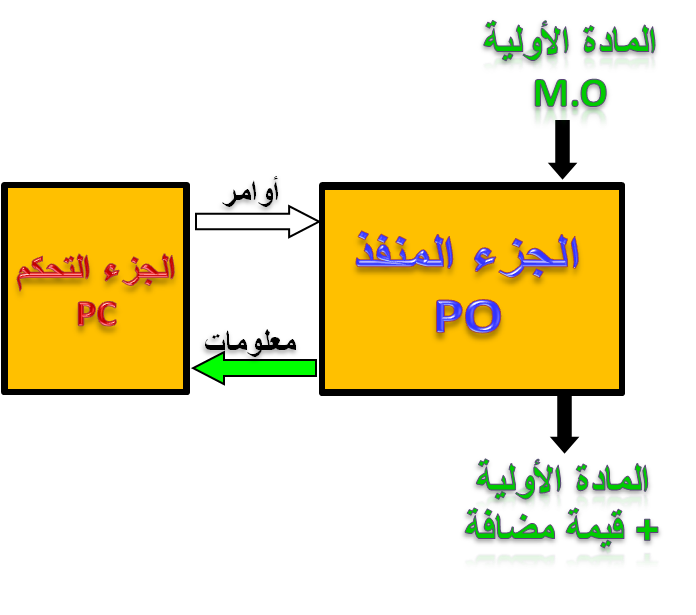 المادة الأولية
M.O
أوامر
الجزء المنفذ
PO
الجزء التحكم
PC
معلومات
المادة الأولية
+ قيمة مضافة